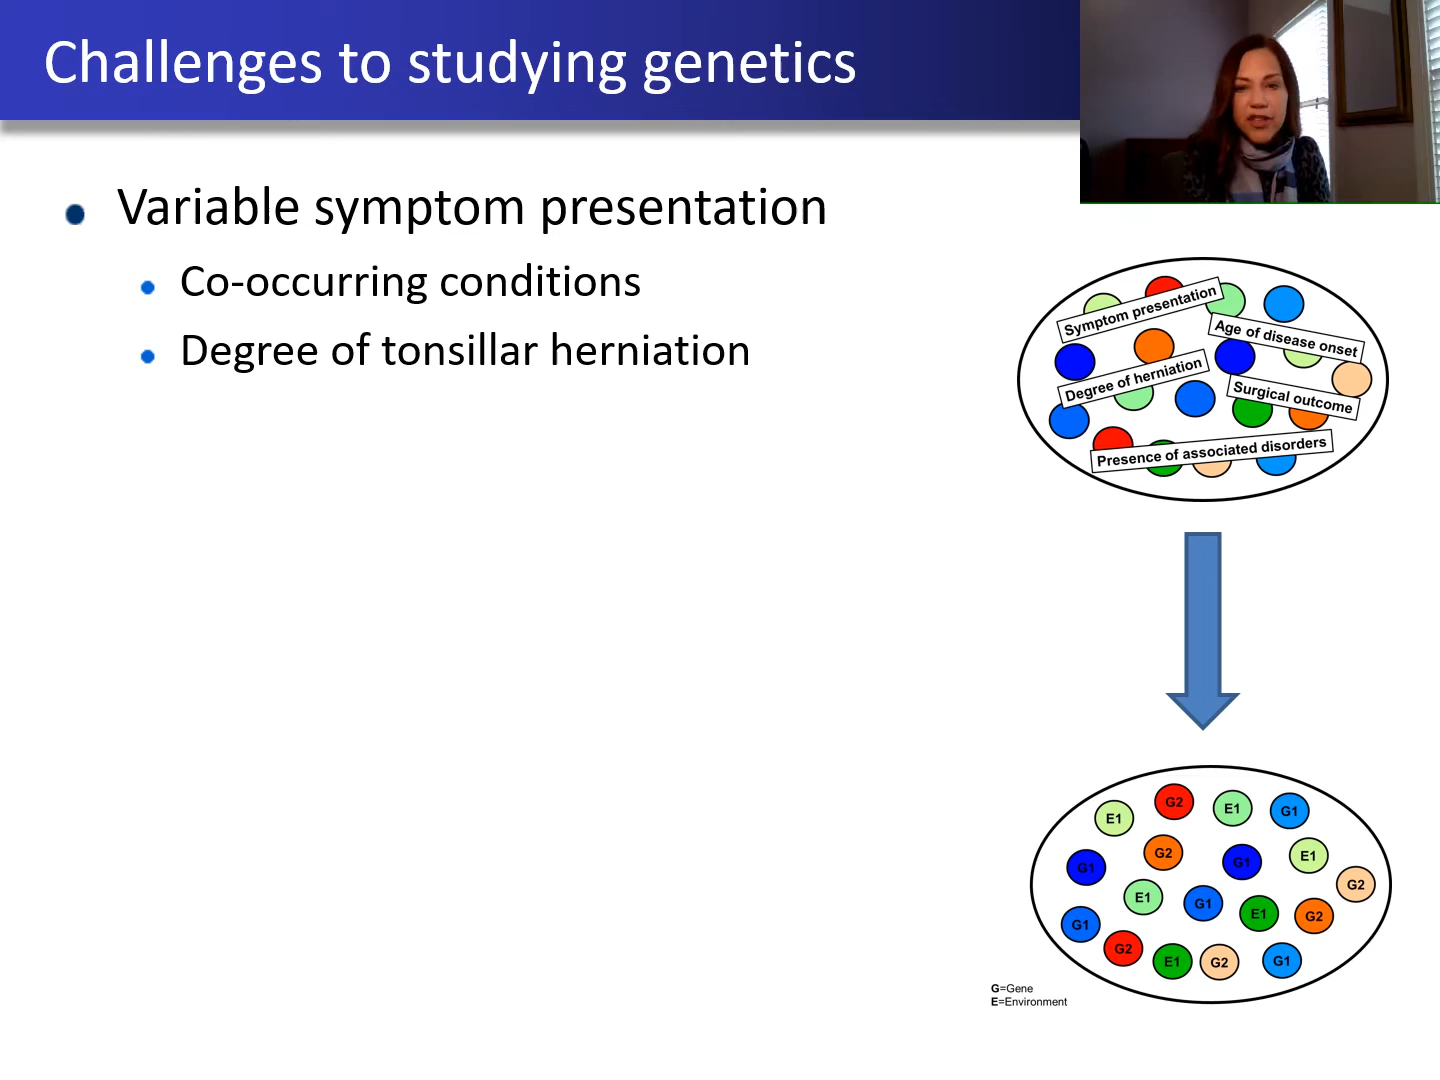 Challenges to studying genetics
Variable symptom presentation
Co-occurring conditions
Degree of tonsillar herniation
Symptom presentation
Age of disease onset
Degree of herniation
Surgical outcome
Presence of associated disorders
E1
G2
E1
G1
G1
G2
G1
E1
G2
E1
G1
E1
G2
G1
G2
E1
G2
G1
G=Gene
E=Environment